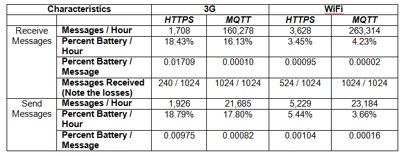 Characteristics 3G WiFi
HTTPS MQTT HTTPS MQTT
Receive Messages Messages / Hour 1,708 160,278 3,628 263,314
Percent Battery / Hour 18.43% 16.13% 3.45% 4.23%
Percent Battery / Message 0.01709 0.00010 0.00095 0.00002
Messages Received (Note the losses) 240 / 1024 1024 / 1024 524 / 1024 1024 / 1024
Send Messages Messages / Hour 1,926 21,685 5,229 23,184
Percent Battery / Hour 18.79% 17.80% 5.44% 3.66%
Percent Battery / Message 0.00975 0.00082 0.00104 0.00016